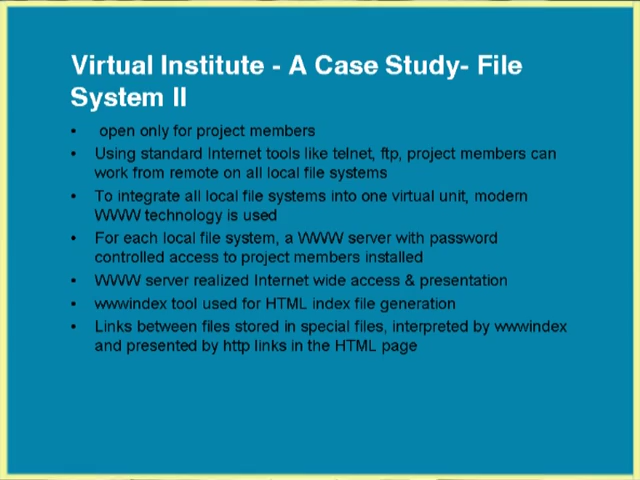 Virtual Institute - A Case Study- File
System II
• open only for project members
• Using standard Internet tools like telnet, ftp, project members can
work from remote on all local file systems
• To integrate all local file systems into one virtual unit, modern
WWW technology is used
• For each local file system, a WWW server with password
controlled access to project members installed
• WWW server realized Internet wide access & presentation
• wwwindex tool used for HTML index file generation
• Links between files stored in special files, interpreted by wwwindex
and presented by http links in the HTML page